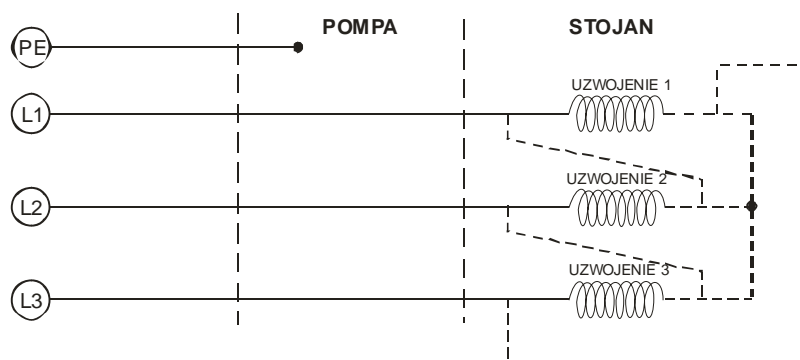 POMPA STOJAN
PE
UZWOJENIE 1
L1
UZWOJENIE 2
L2
UZWOJENIE 3
L3